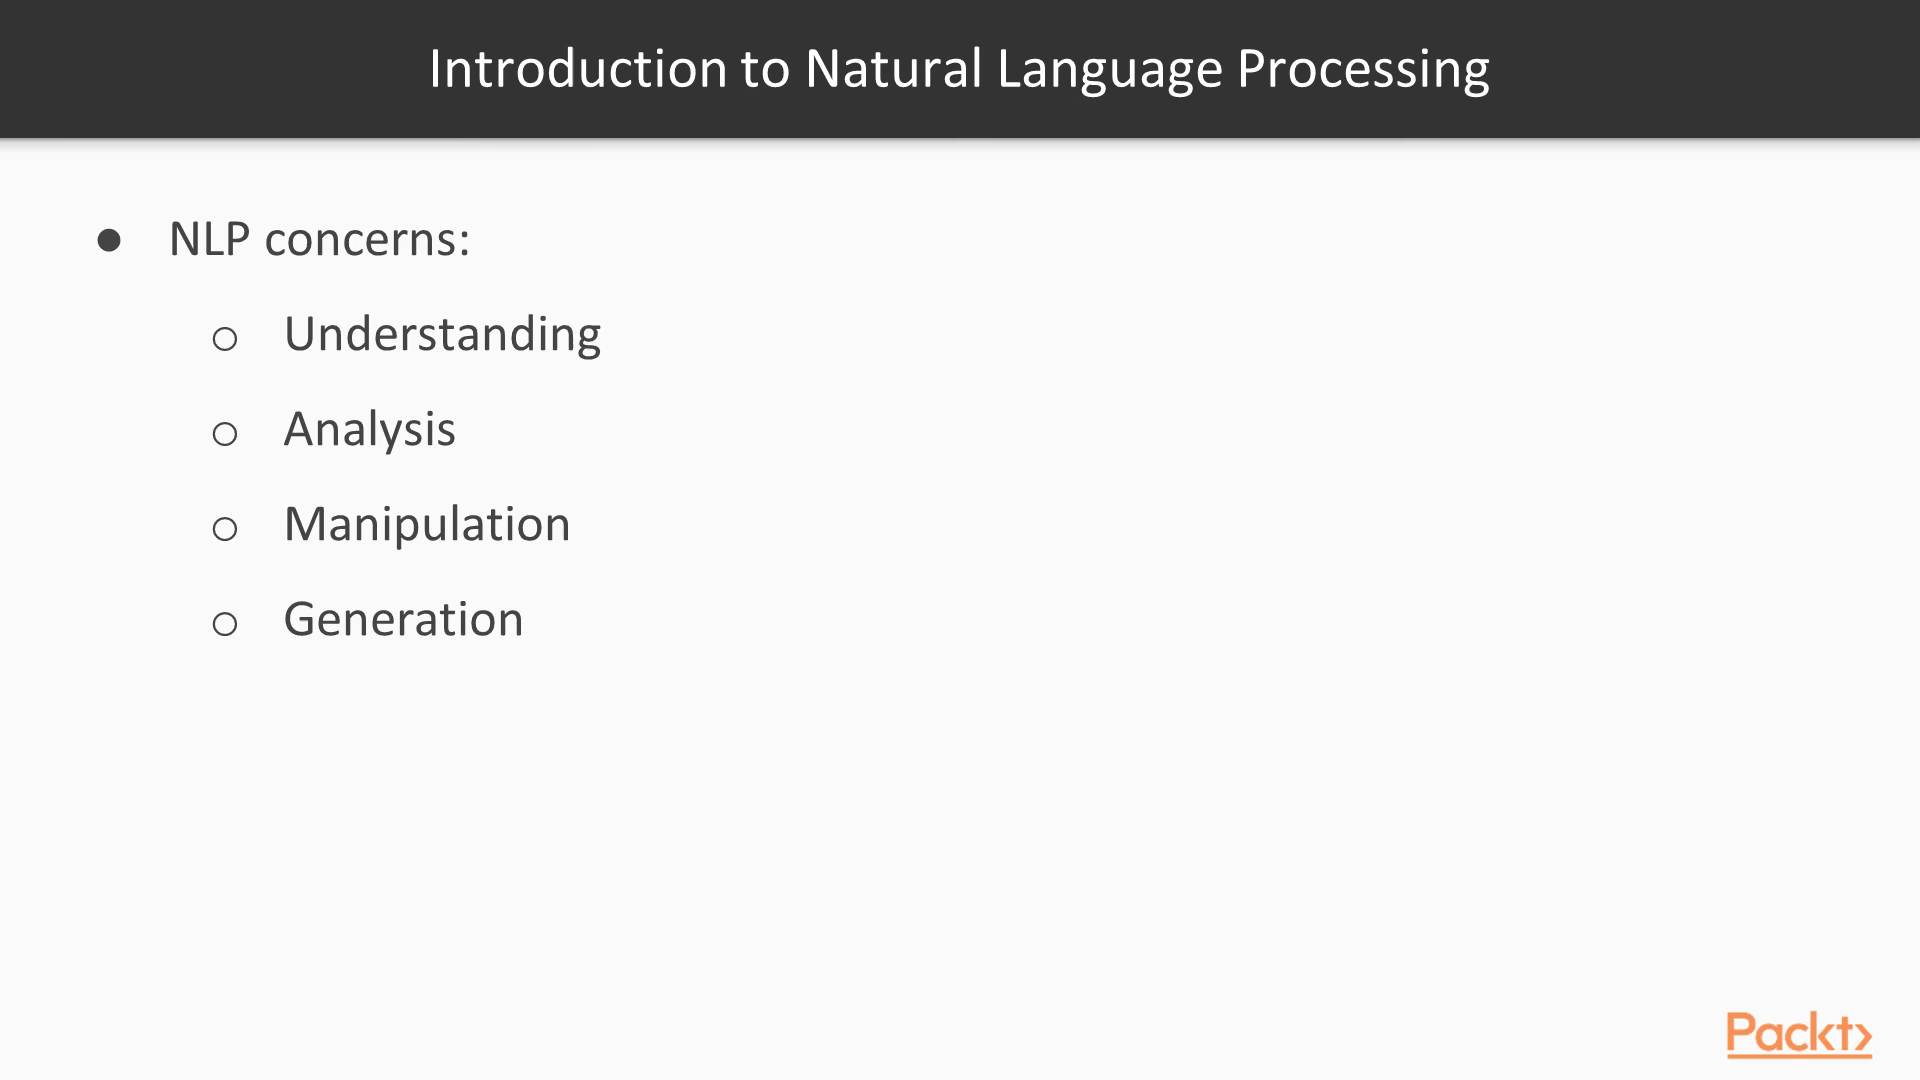 Introduction to Natural Language Processing
● NLP concerns:
○ Understanding
○ Analysis
○ Manipulation
○ Generation
Packt>